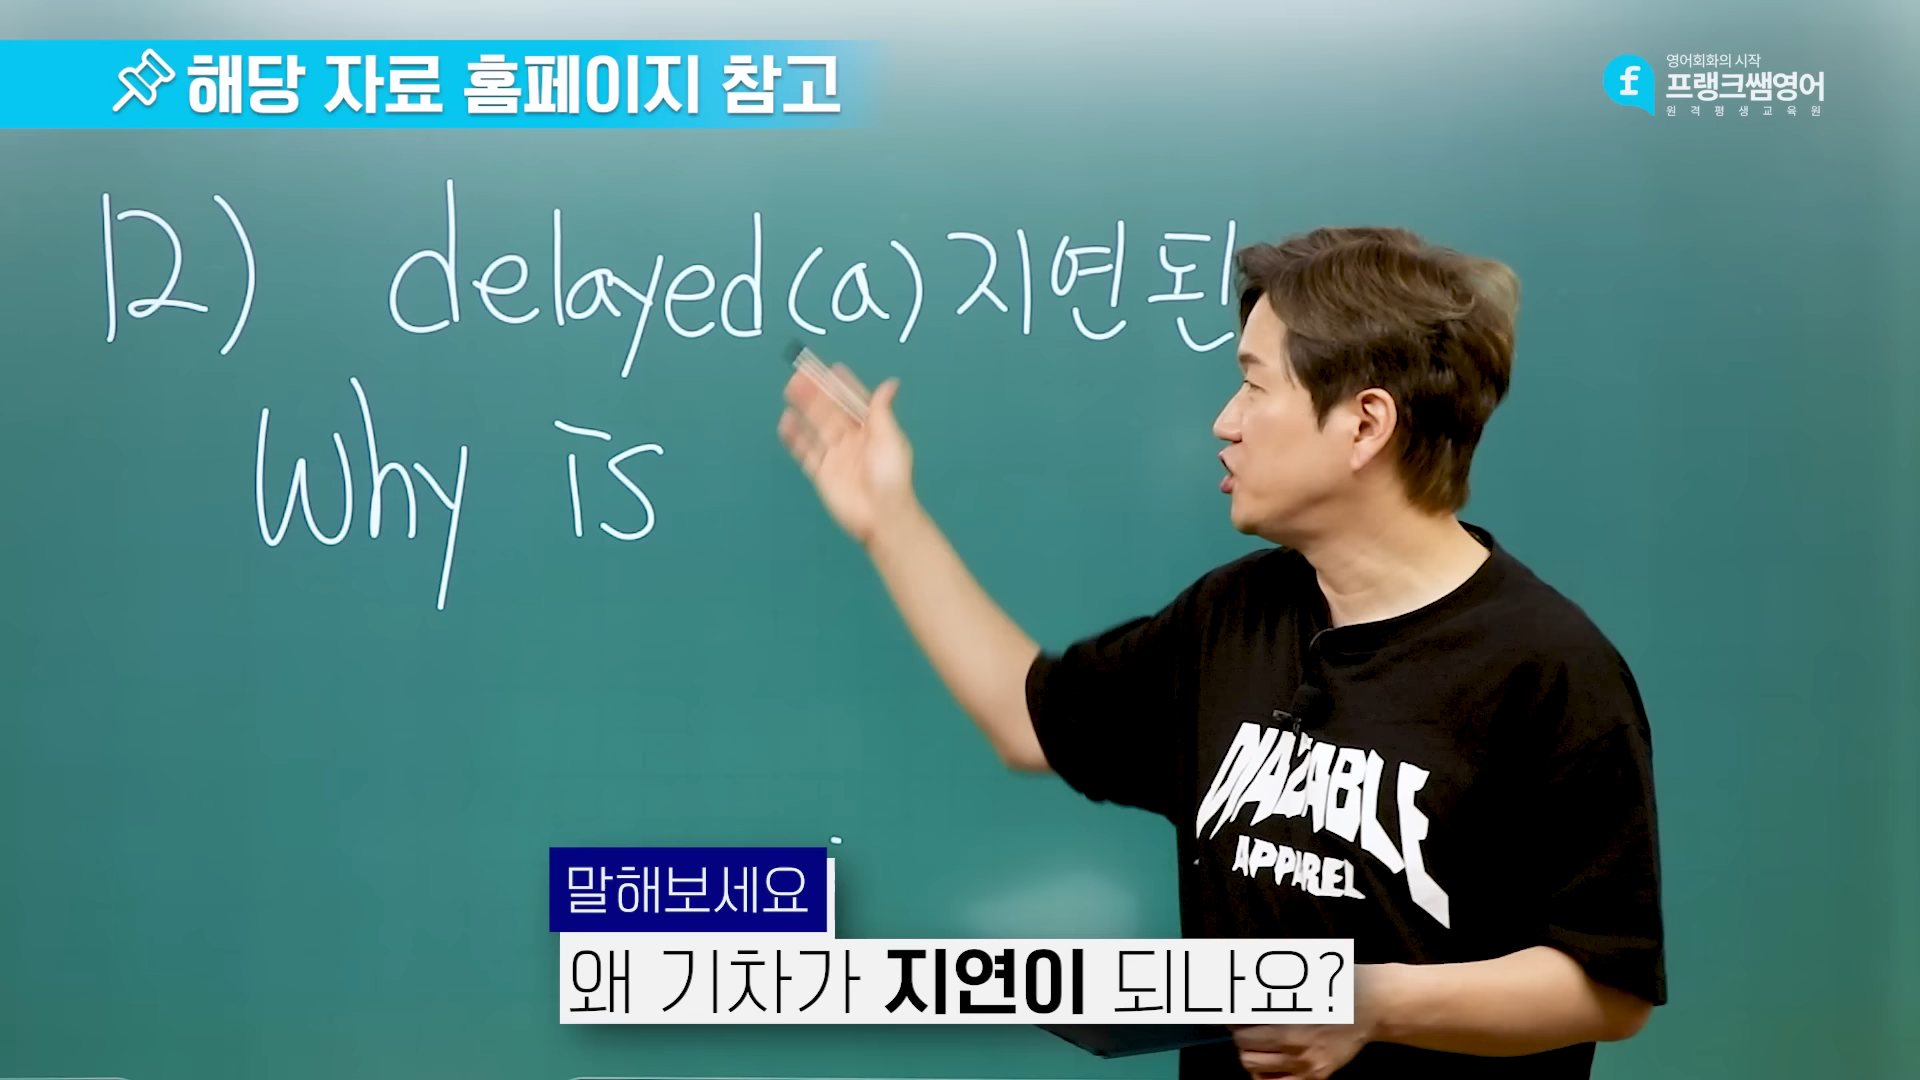 해당 자료 홈페이지 참고
영어회화의 시작
프랭크쌤영어
원격평생교육원
12) delayed(a) 지연된
Why is
DIAZABLE
APPAREL
말해보세요
왜 기차가 지연이 되나요?